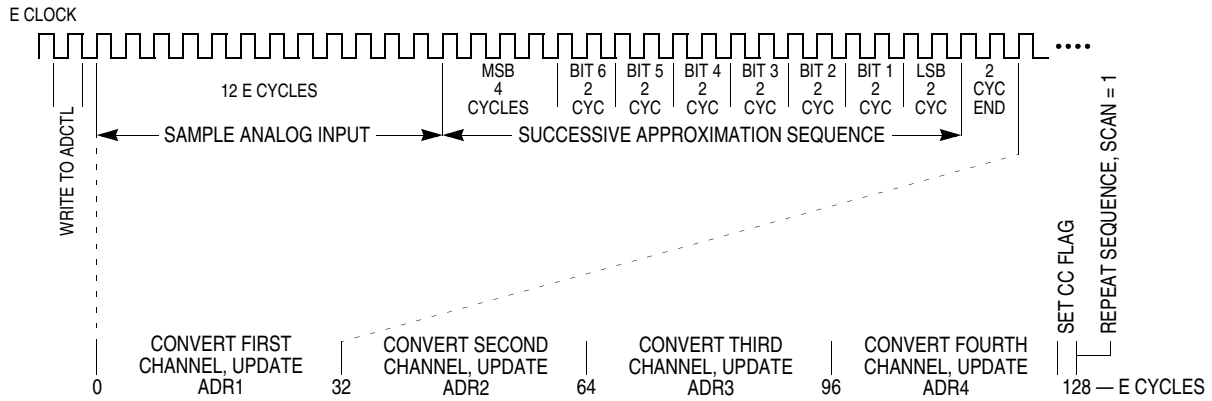 E CLOCK
MSB
4
CYCLES
BIT 6
2
CYC
BIT 5
2
CYC
BIT 4
2
CYC
BIT 3
2
CYC
BIT 2
2
CYC
BIT 1
2
CYC
LSB
2
CYC
2
CYC
END
12 E CYCLES
SAMPLE ANALOG INPUT
SUCCESSIVE APPROXIMATION SEQUENCE
WRITE TO ADCTL
SET CC FLAG
REPEAT SEQUENCE, SCAN = 1
CONVERT FIRST
CHANNEL, UPDATE
ADR1
CONVERT SECOND
CHANNEL, UPDATE
ADR2
CONVERT THIRD
CHANNEL, UPDATE
ADR3
CONVERT FOURTH
CHANNEL, UPDATE
ADR4
0
32
64
96
128 — E CYCLES